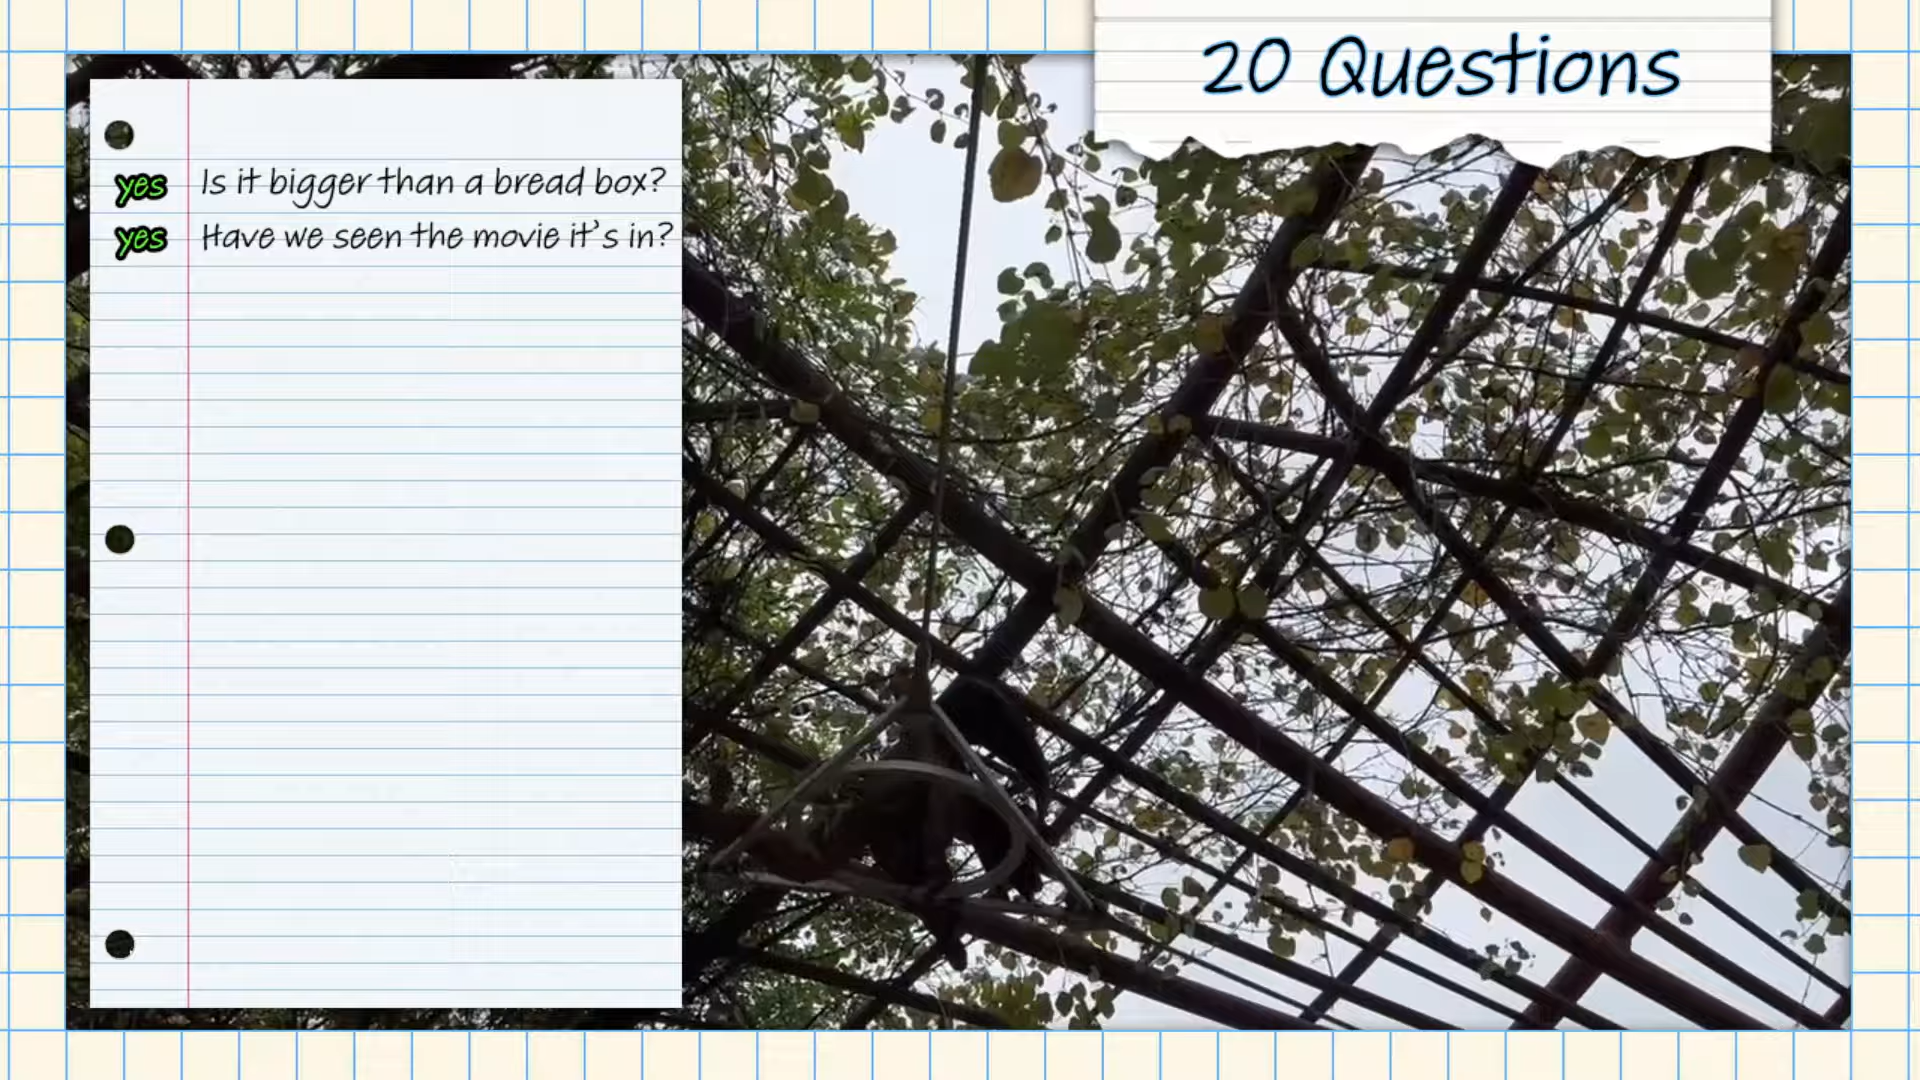 20 Questions
yes Is it bigger than a bread box?
yes Have we seen the movie it's in?